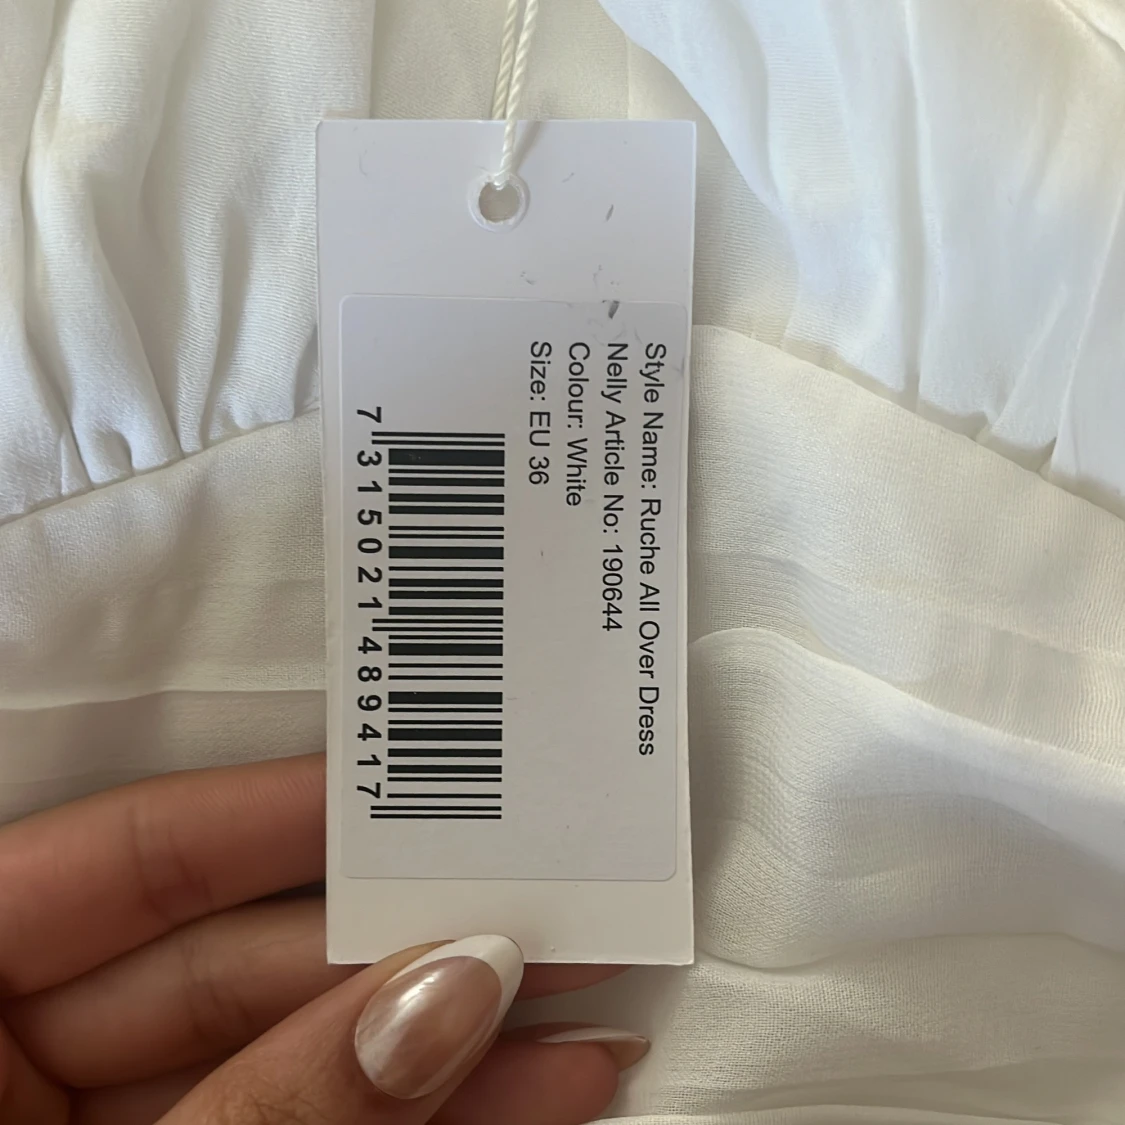 Style Name: Ruche All Over Dress
Nelly Article No: 190644
Colour: White
Size: EU 36
7 315021 489417